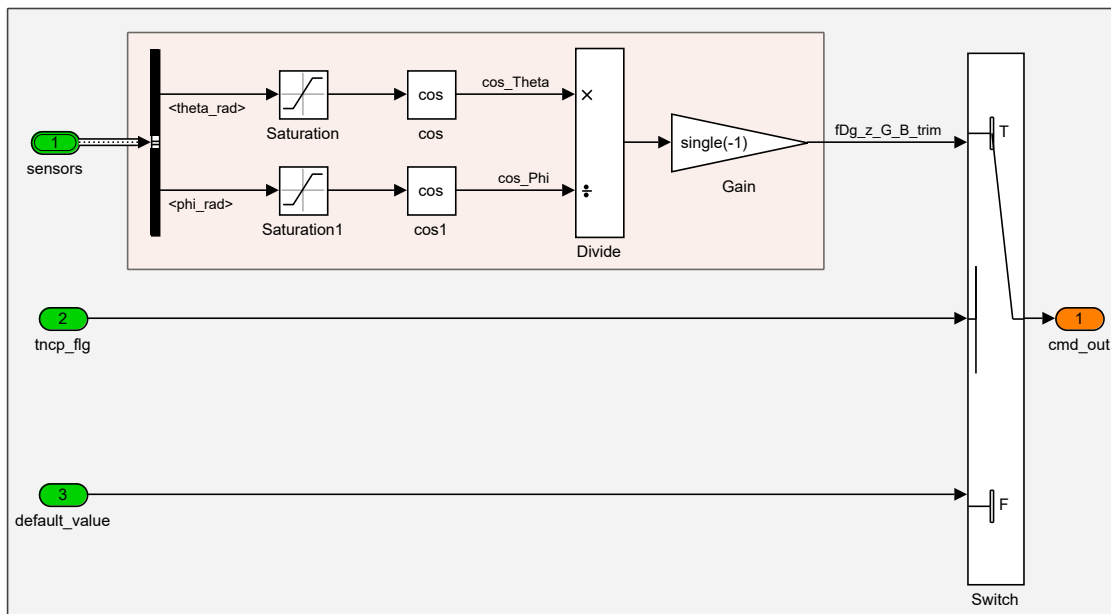 1
sensors
<theta_rad>
Saturation
cos
cos
cos_Theta
×
<phi_rad>
Saturation1
cos
cos1
cos_Phi
÷
Divide
single(-1)
Gain
fDg_z_G_B_trim
T
2
tncp_flg
3
default_value
F
Switch
1
cmd_out